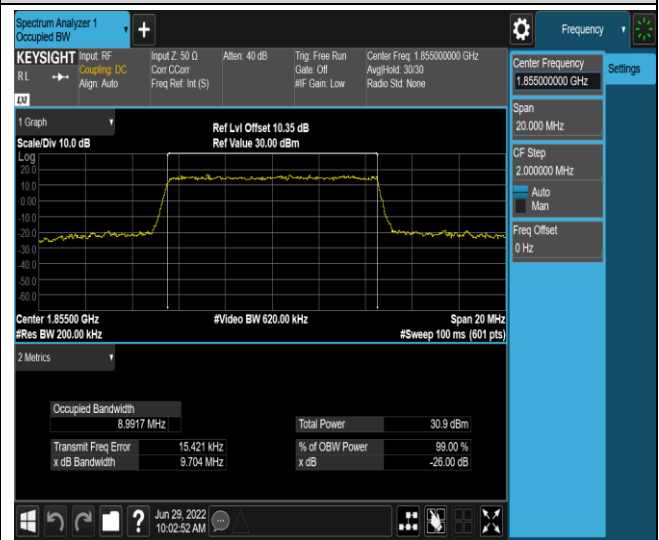 Spectrum Analyzer 1
Occupied BW
+
Frequency
KEYSIGHT Input: RF Input Z: 50 Ω Atten: 40 dB Trig: Free Run Center Freq: 1.855000000 GHz
RL Coupling: DC Corr CCorr Gate: Off Avg|Hold: 30/30
Align: Auto Freq Ref: Int (S) #IF Gain: Low Radio Std: None
LNI
Center Frequency
1.855000000 GHz
Settings
Span
20.000 MHz
CF Step
2.000000 MHz
Auto
Man
Freq Offset
0 Hz
1 Graph
Ref Lvl Offset 10.35 dB
Scale/Div 10.0 dB Ref Value 30.00 dBm
Log
20.0
10.0
0.00
-10.0
-20.0
-30.0
-40.0
-50.0
-60.0
Center 1.85500 GHz #Video BW 620.00 kHz Span 20 MHz
#Res BW 200.00 kHz #Sweep 100 ms (601 pts)
2 Metrics
Occupied Bandwidth
8.9917 MHz Total Power 30.9 dBm
Transmit Freq Error 15.421 kHz % of OBW Power 99.00 %
x dB Bandwidth 9.704 MHz x dB -26.00 dB
? Jun 29, 2022
10:02:52 AM